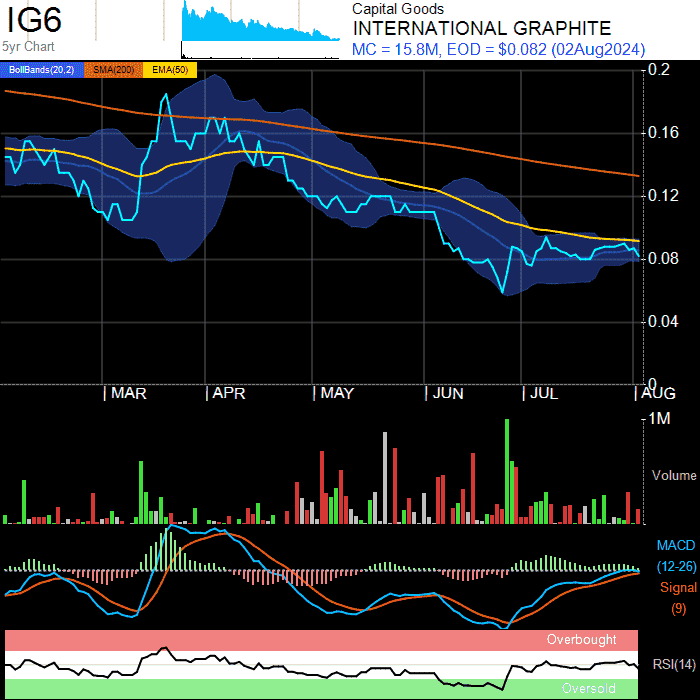 IG6
5yr Chart
Capital Goods
INTERNATIONAL GRAPHITE
MC = 15.8M, EOD = $0.082 (02Aug2024)
BollBands(20,2) SMA(200) EMA(50)
0.2
0.16
0.12
0.08
0.04
0
MAR APR MAY JUN JUL AUG
1M
Volume
MACD
(12-26)
Signal
(9)
Overbought
RSI(14)
Oversold